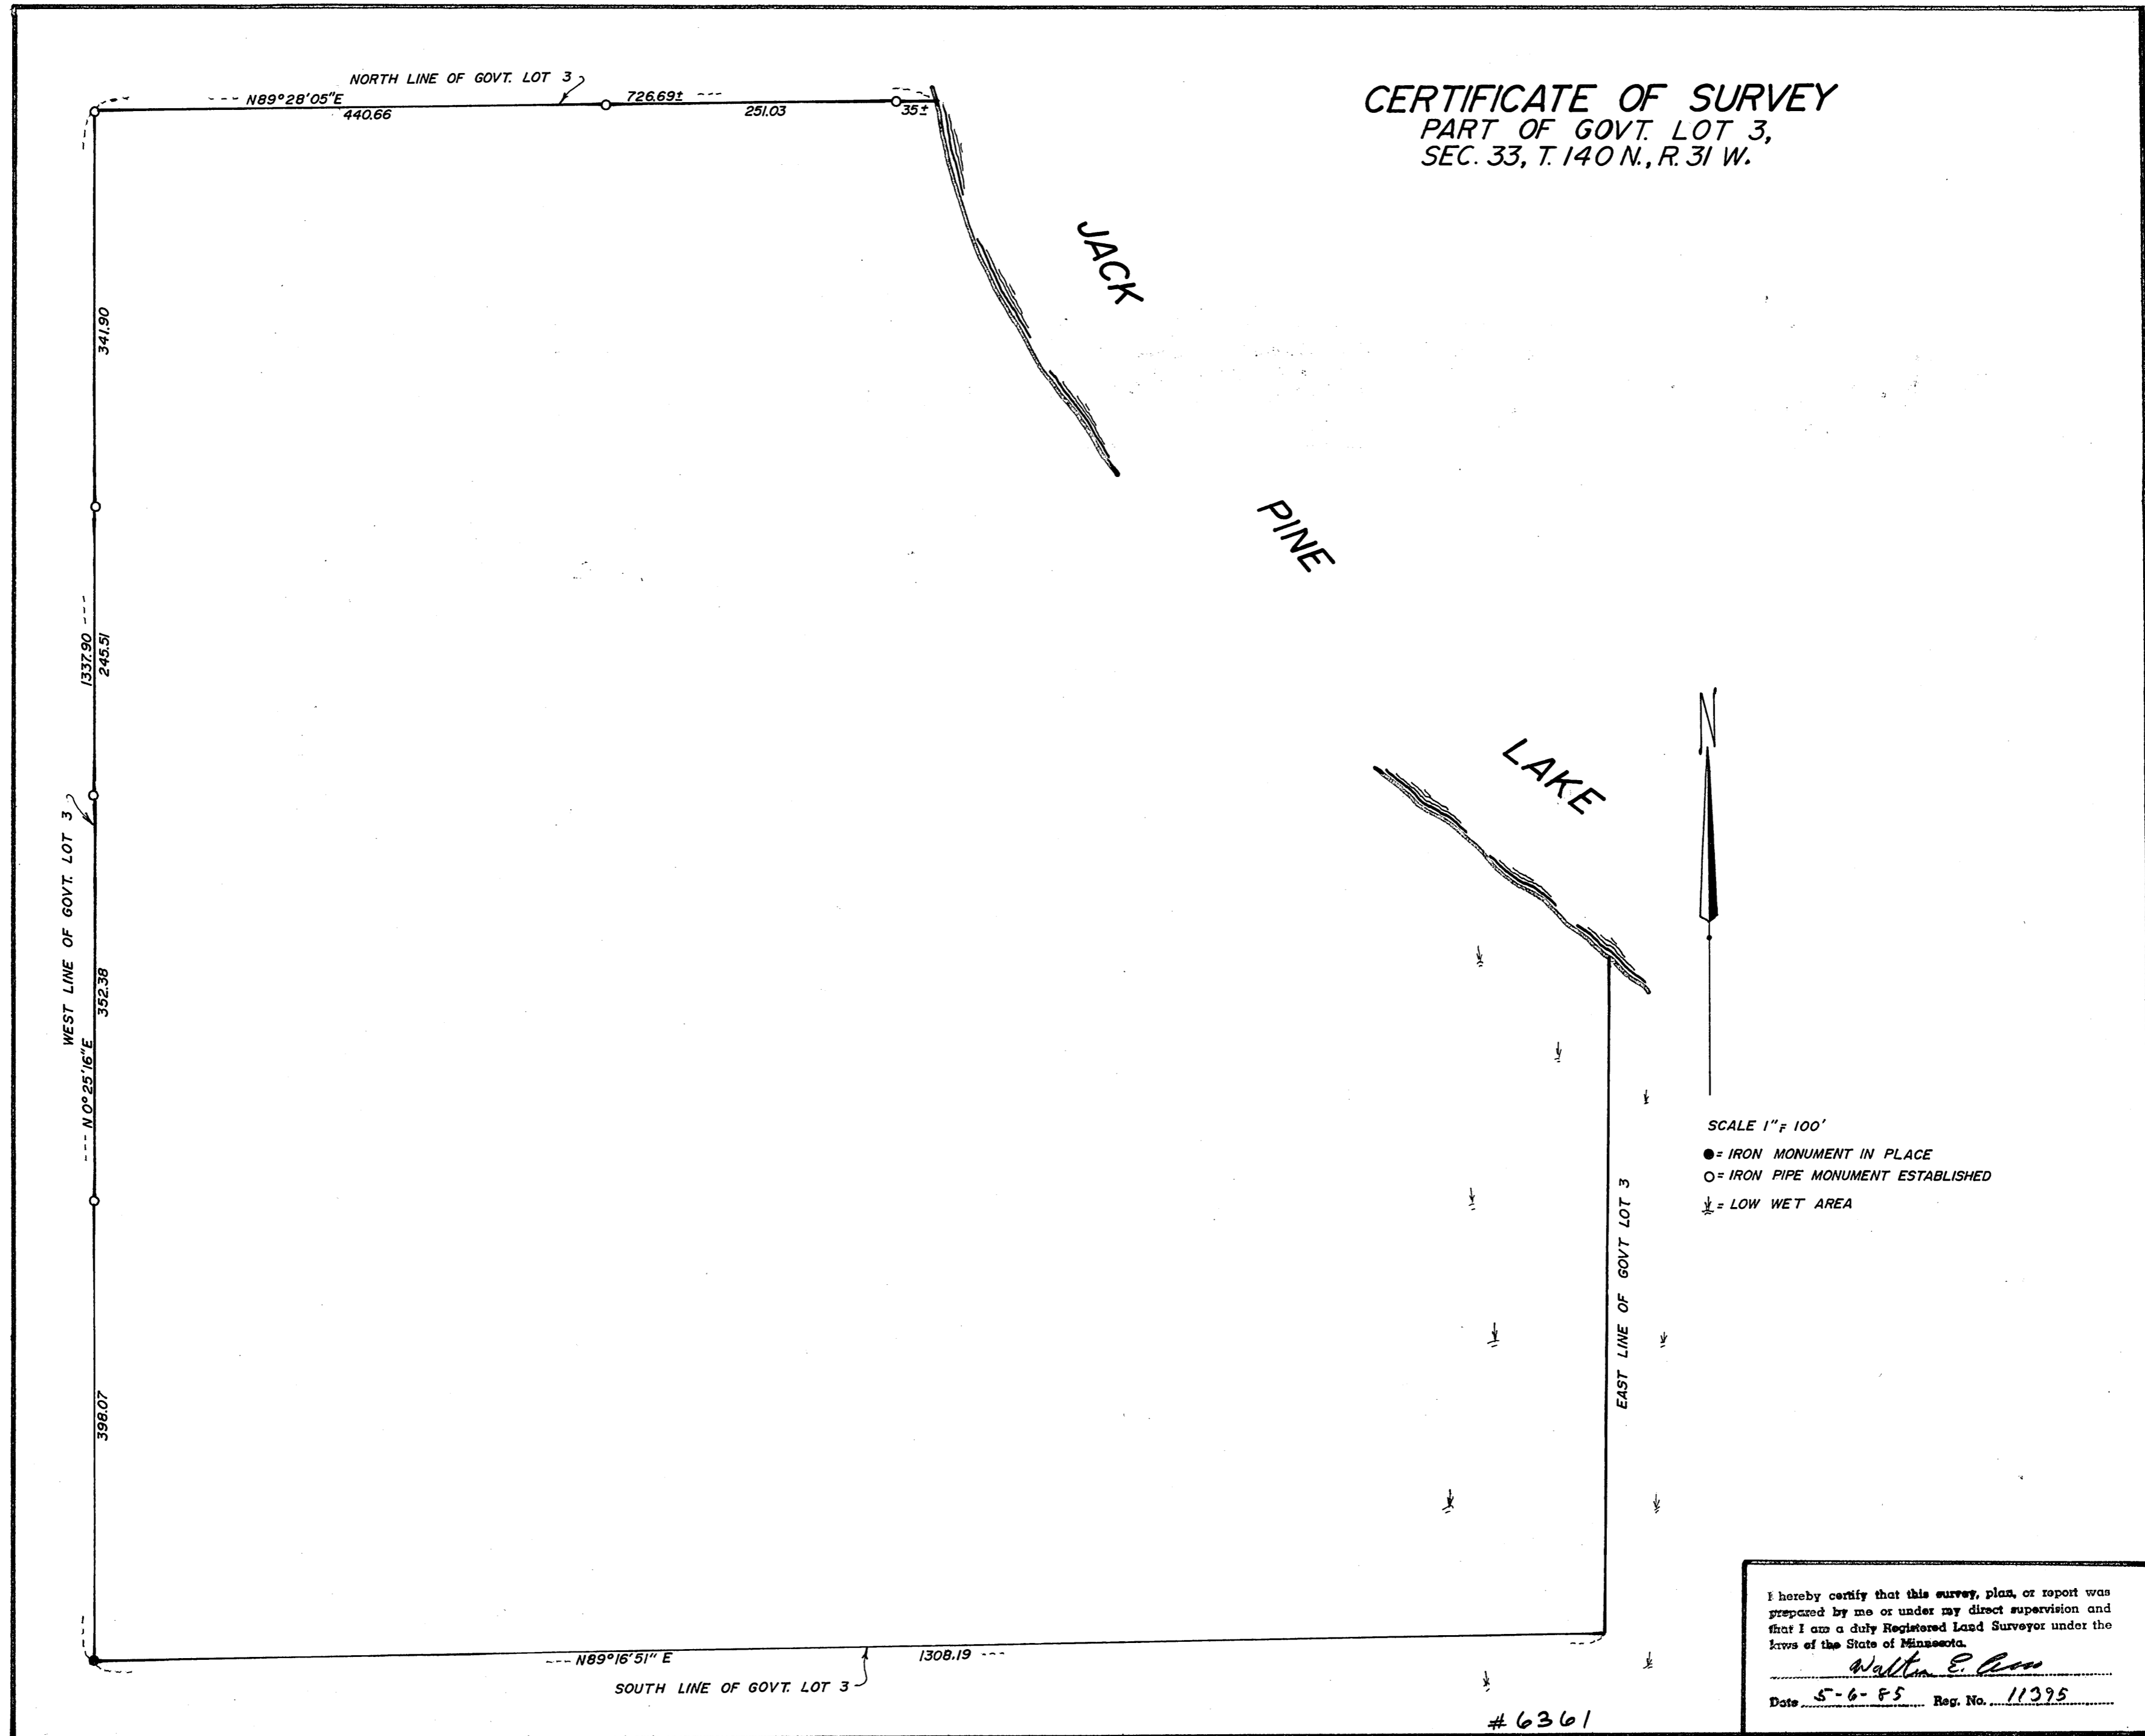 CERTIFICATE OF SURVEY
PART OF GOVT. LOT 3,
SEC. 33, T. 140 N., R. 31 W.
NORTH LINE OF GOVT. LOT 3
N89°28'05"E
726.69±
440.66
251.03
35±
JACK
PINE
LAKE
341.90
1337.90
245.51
WEST LINE OF GOVT. LOT 3
352.38
N0°25'16"E
398.07
N
SCALE 1" = 100'
● = IRON MONUMENT IN PLACE
○ = IRON PIPE MONUMENT ESTABLISHED
= LOW WET AREA
EAST LINE OF GOVT LOT 3
N89°16'51" E
1308.19
SOUTH LINE OF GOVT. LOT 3
I hereby certify that this survey, plan, or report was
prepared by me or under my direct supervision and
that I am a duly Registered Land Surveyor under the
laws of the State of Minnesota.
Walter E.
Date 5-6-85 Reg. No. 11395
#6361